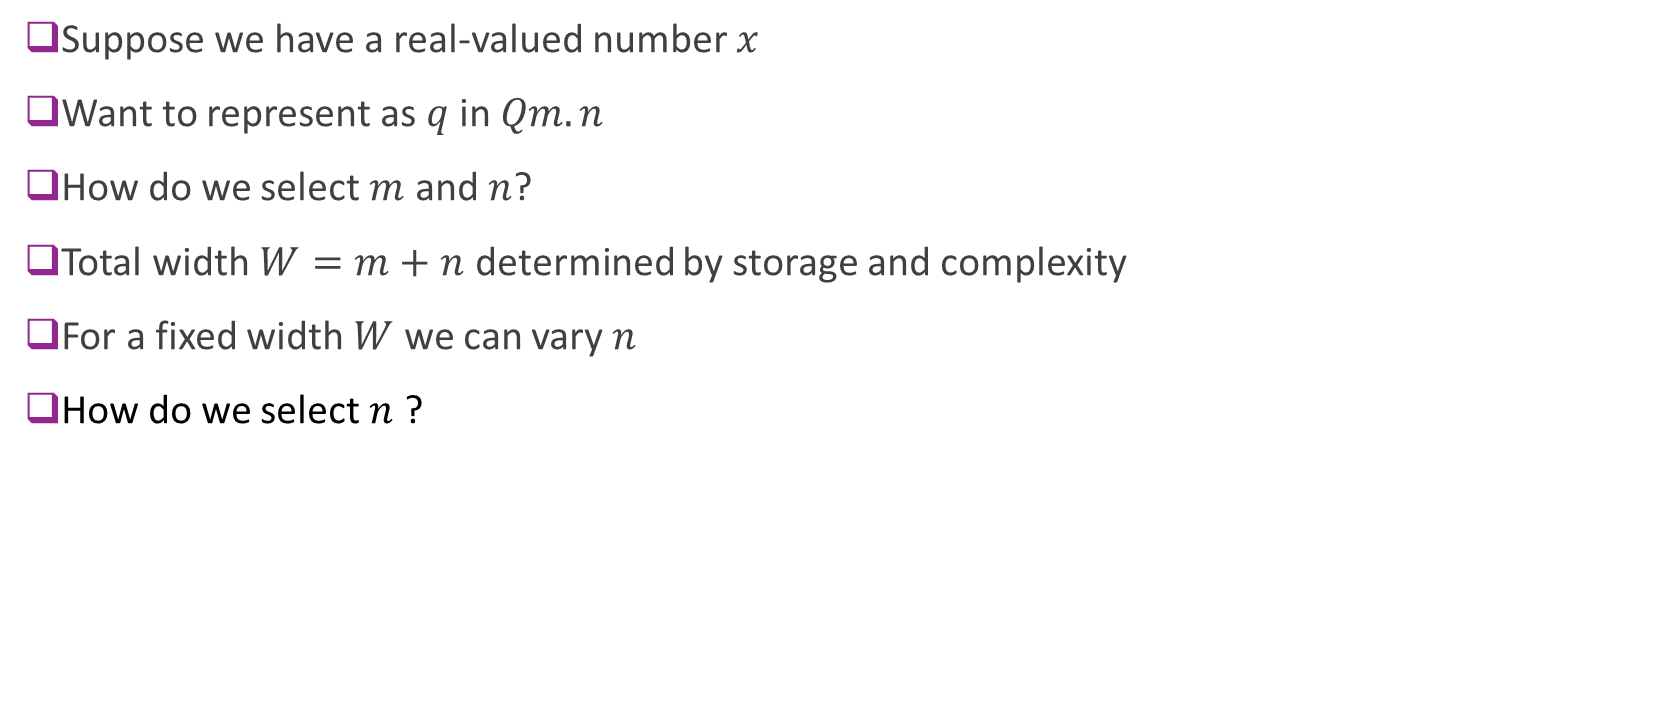 ❑Suppose we have a real-valued number x
❑Want to represent as q in Qm.n
❑How do we select m and n?
❑Total width W = m + n determined by storage and complexity
❑For a fixed width W we can vary n
❑How do we select n ?